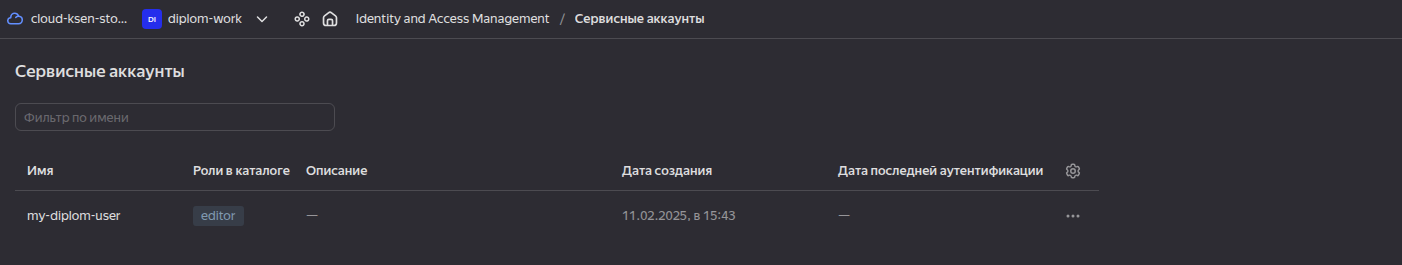 cloud-ksen-sto... DI diplom-work Identity and Access Management / Сервисные аккаунты
Сервисные аккаунты
Фильтр по имени
Имя Роли в каталоге Описание Дата создания Дата последней аутентификации
my-diplom-user editor — 11.02.2025, в 15:43 —